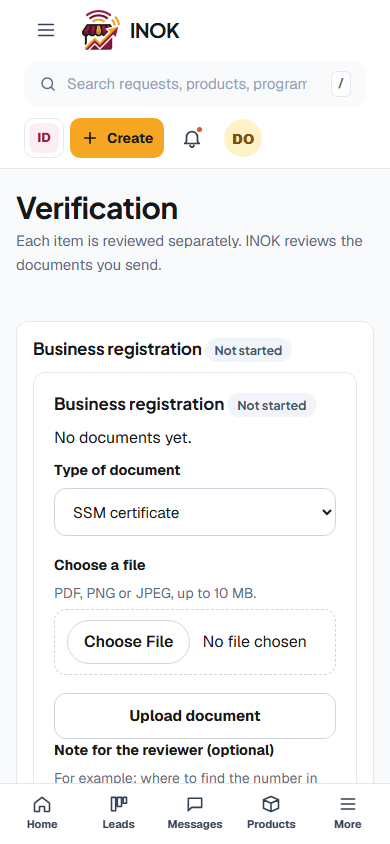 INOK
Search requests, products, program
/
ID
+ Create
DO
Verification
Each item is reviewed separately. INOK reviews the
documents you send.
Business registration Not started
Business registration Not started
No documents yet.
Type of document
SSM certificate
Choose a file
PDF, PNG or JPEG, up to 10 MB.
Choose File No file chosen
Upload document
Note for the reviewer (optional)
For example: where to find the number in
Home Leads Messages Products More